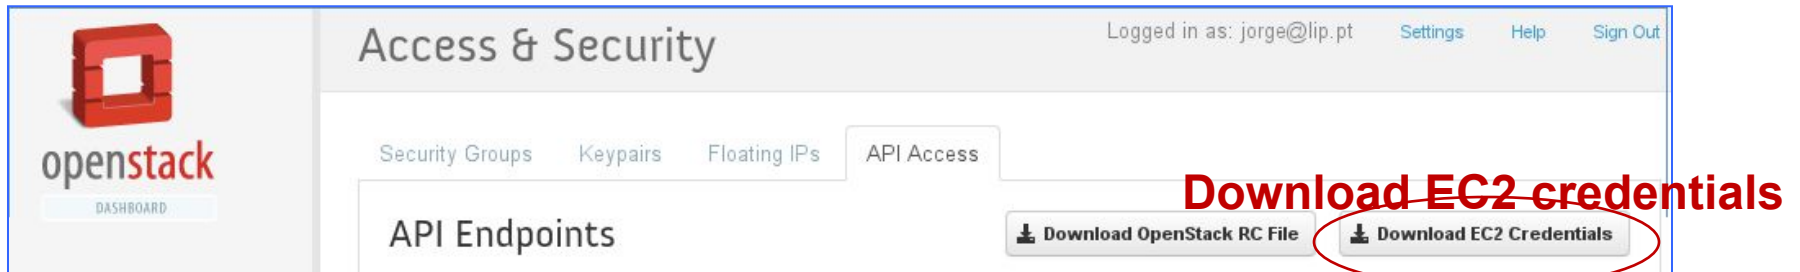 Access & Security
Logged in as: jorge@lip.pt Settings Help Sign Out
openstack
DASHBOARD
Security Groups Keypairs Floating IPs API Access
Download EC2 credentials
API Endpoints
Download OpenStack RC File Download EC2 Credentials